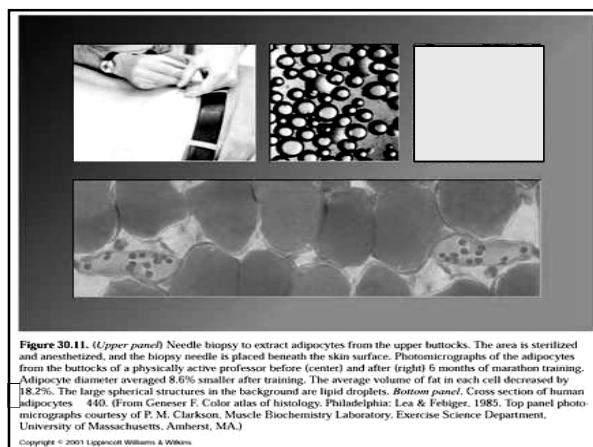 Figure 30.11. (Upper panel) Needle biopsy to extract adipocytes from the upper buttocks. The area is sterilized
and anesthetized, and the biopsy needle is placed beneath the skin surface. Photomicrographs of the adipocytes
from the buttocks of a physically active professor before (center) and after (right) 6 months of marathon training.
Adipocyte diameter averaged 8.6% smaller after training. The average volume of fat in each cell decreased by
18.2%. The large spherical structures in the background are lipid droplets. Bottom panel. Cross section of human
adipocytes 440. (From Geneser F. Color atlas of histology. Philadelphia: Lea & Febiger, 1985. Top panel photo-
micrographs courtesy of P. M. Clarkson, Muscle Biochemistry Laboratory, Exercise Science Department,
University of Massachusetts, Amherst, MA.)
Copyright © 2001 Lippincott Williams & Wilkins